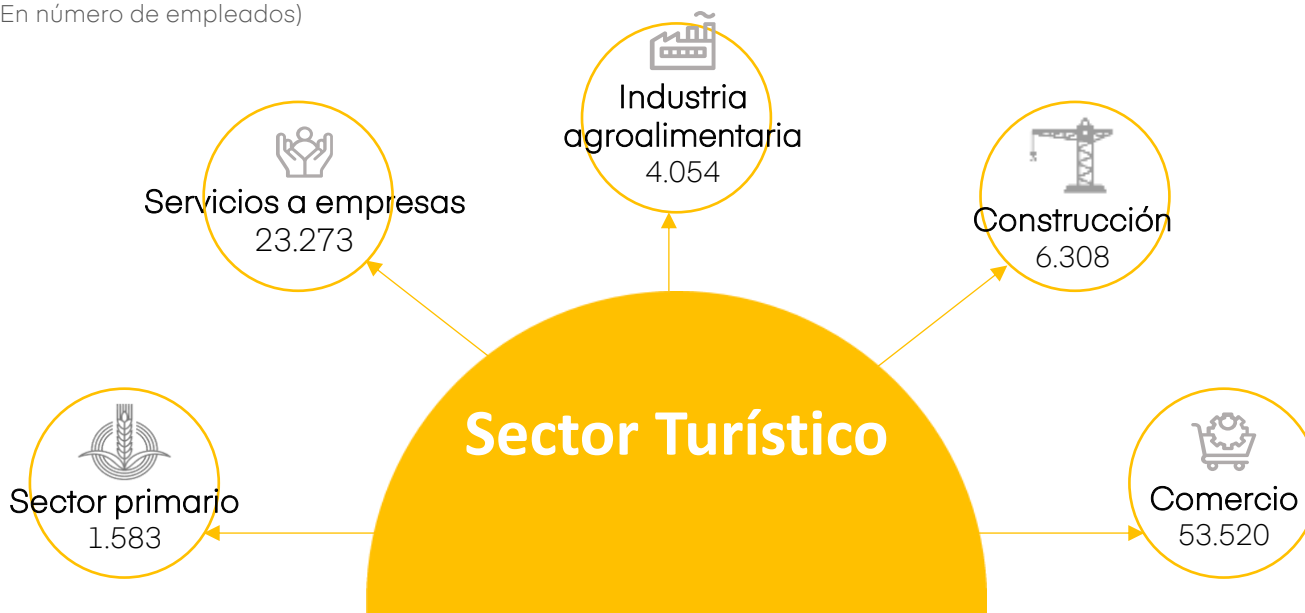 En número de empleados)
Industria
agroalimentaria
4.054
Servicios a empresas
23.273
Construcción
6.308
Sector Turístico
Sector primario
1.583
Comercio
53.520